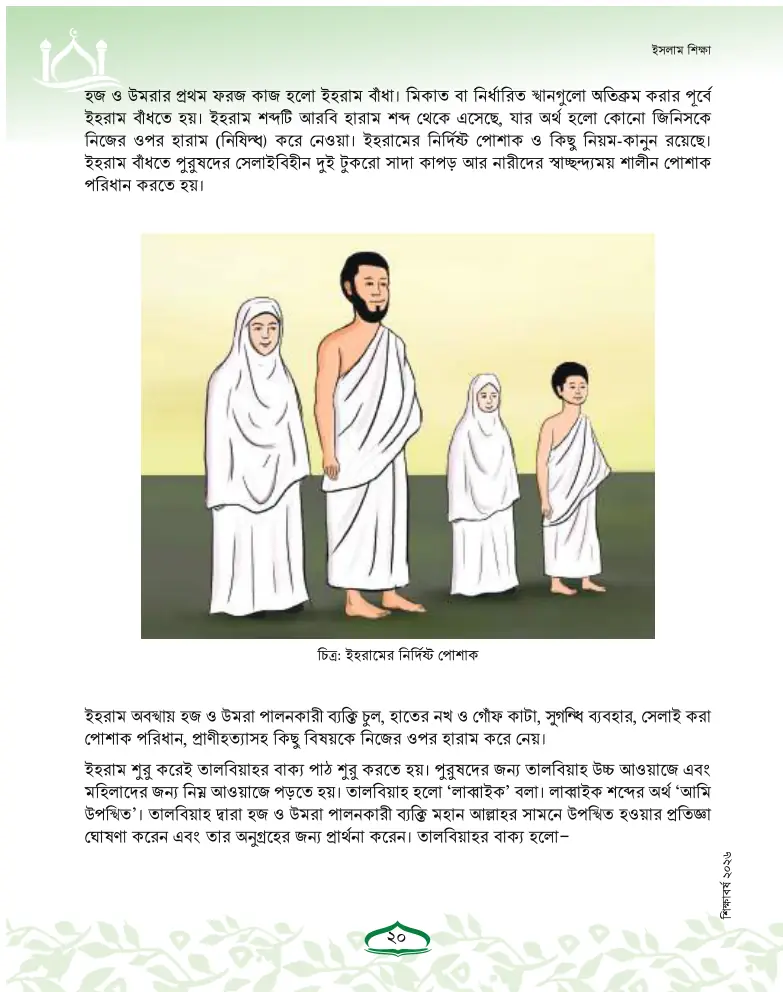 ইসলাম শিক্ষা
হজ ও উমরার প্রথম ফরজ কাজ হলো ইহরাম বাঁধা। মিকাত বা নির্ধারিত স্থানগুলো অতিক্রম করার পূর্বে
ইহরাম বাঁধতে হয়। ইহরাম শব্দটি আরবি হারাম শব্দ থেকে এসেছে, যার অর্থ হলো কোনো জিনিসকে
নিজের ওপর হারাম (নিষিদ্ধ) করে নেওয়া। ইহরামের নির্দিষ্ট পোশাক ও কিছু নিয়ম-কানুন রয়েছে।
ইহরাম বাঁধতে পুরুষদের সেলাইবিহীন দুই টুকরো সাদা কাপড় আর নারীদের স্বাচ্ছন্দ্যময় শালীন পোশাক
পরিধান করতে হয়।
চিত্র: ইহরামের নির্দিষ্ট পোশাক
ইহরাম অবস্থায় হজ ও উমরা পালনকারী ব্যক্তি চুল, হাতের নখ ও গোঁফ কাটা, সুগন্ধি ব্যবহার, সেলাই করা
পোশাক পরিধান, প্রাণীহত্যাসহ কিছু বিষয়কে নিজের ওপর হারাম করে নেয়।
ইহরাম শুরু করেই তালবিয়াহর বাক্য পাঠ শুরু করতে হয়। পুরুষদের জন্য তালবিয়াহ উচ্চ আওয়াজে এবং
মহিলাদের জন্য নিম্ন আওয়াজে পড়তে হয়। তালবিয়াহ হলো ‘লাব্বাইক’ বলা। লাব্বাইক শব্দের অর্থ ‘আমি
উপস্থিত’। তালবিয়াহ দ্বারা হজ ও উমরা পালনকারী ব্যক্তি মহান আল্লাহর সামনে উপস্থিত হওয়ার প্রতিজ্ঞা
ঘোষণা করেন এবং তার অনুগ্রহের জন্য প্রার্থনা করেন। তালবিয়াহর বাক্য হলো–
শিক্ষাবর্ষ ২০২৬
২০